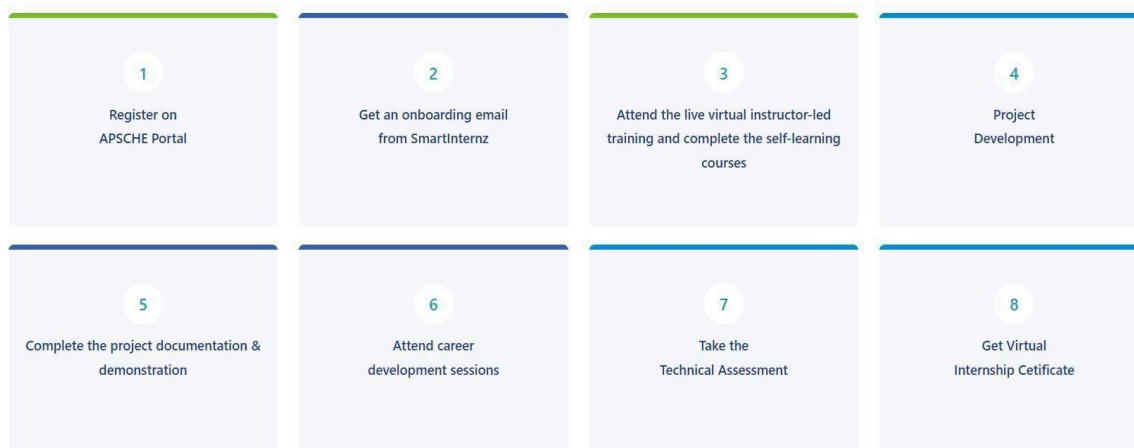 1
Register on
APSCHE Portal
2
Get an onboarding email
from SmartInternz
3
Attend the live virtual instructor-led
training and complete the self-learning
courses
4
Project
Development
5
Complete the project documentation &
demonstration
6
Attend career
development sessions
7
Take the
Technical Assessment
8
Get Virtual
Internship Cetificate